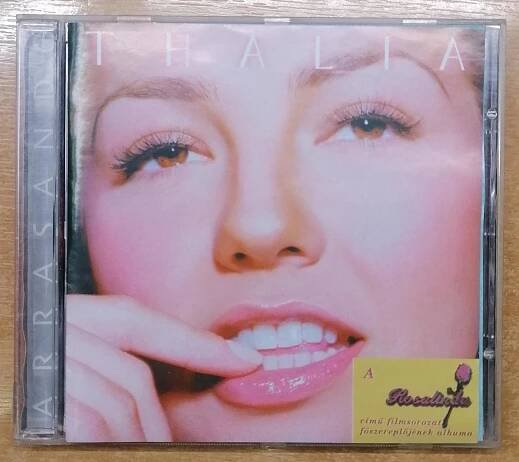 THALIA
ARRASANDO
A
Rosalinda
című filmsorozat
főszereplőjének albuma